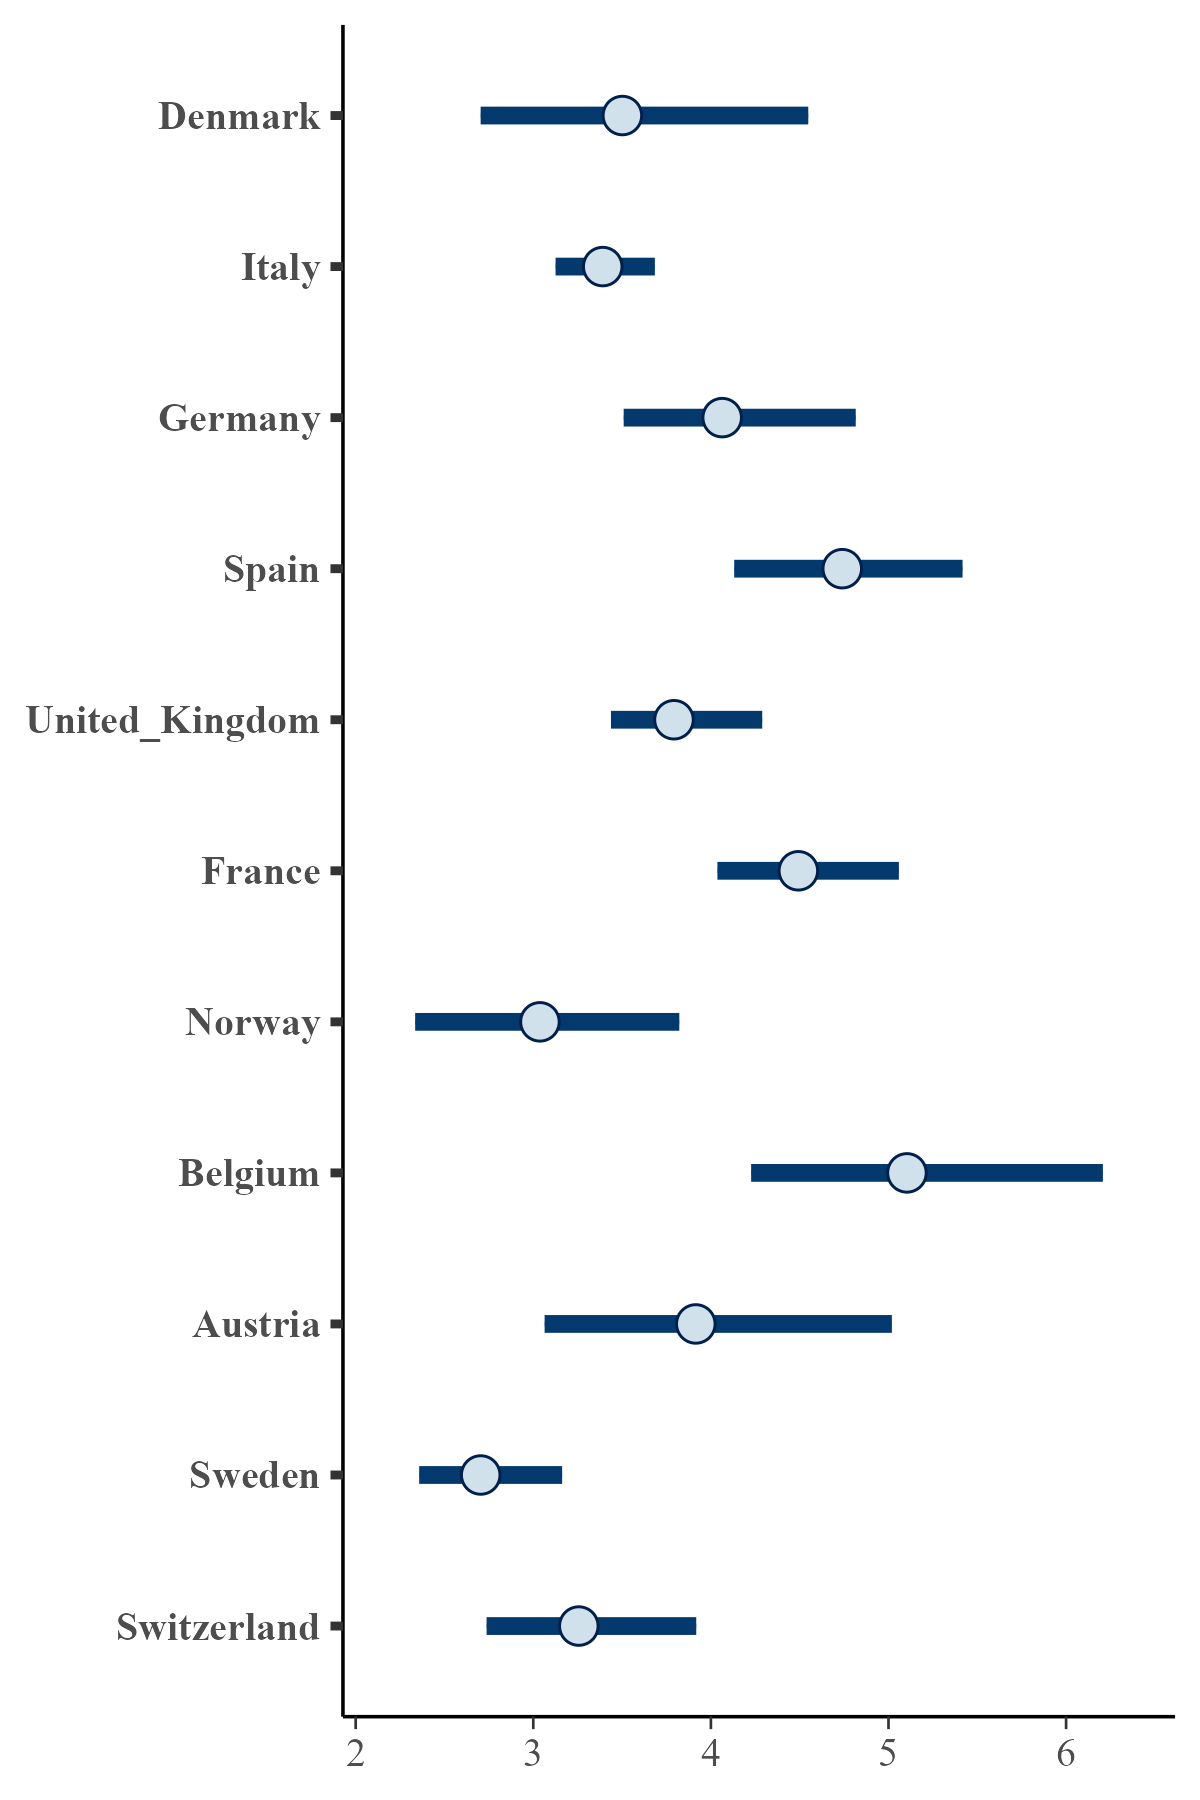 Denmark
Italy
Germany
Spain
United_Kingdom
France
Norway
Belgium
Austria
Sweden
Switzerland
2 3 4 5 6